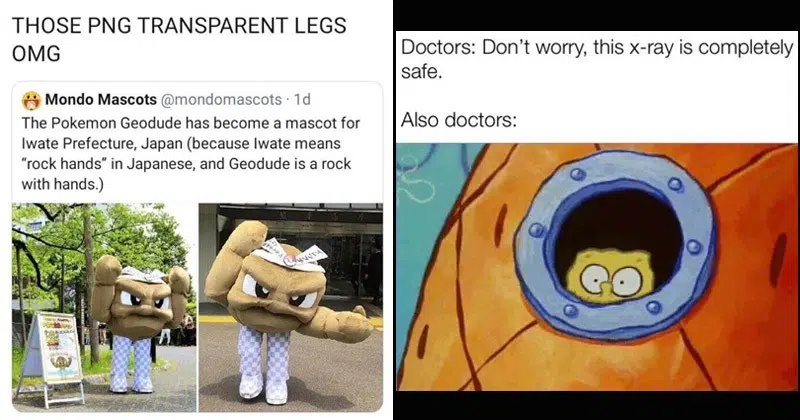 THOSE PNG TRANSPARENT LEGS
OMG
Mondo Mascots @mondomascots · 1d
The Pokemon Geodude has become a mascot for
Iwate Prefecture, Japan (because Iwate means
“rock hands” in Japanese, and Geodude is a rock
with hands.)
Doctors: Don’t worry, this x-ray is completely
safe.
Also doctors: